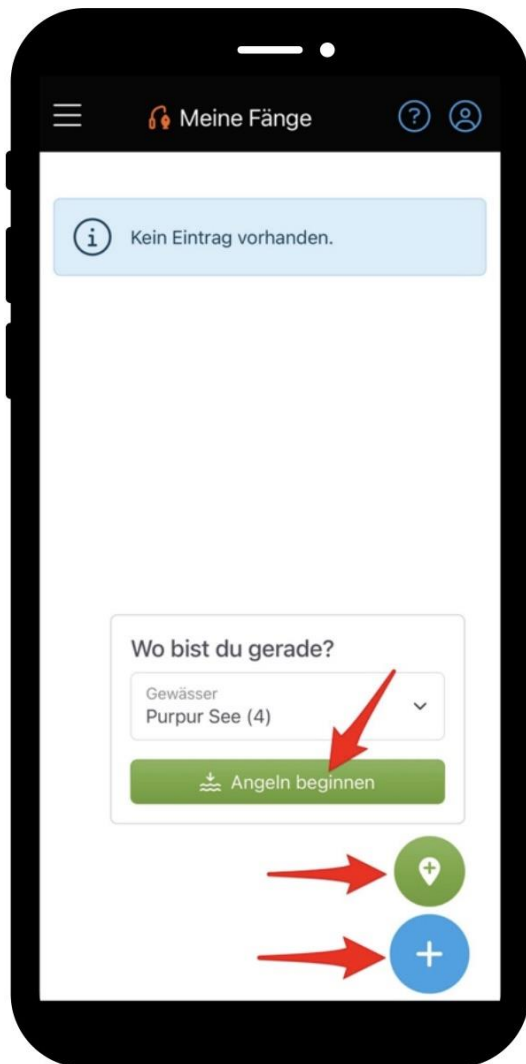 Meine Fänge
Kein Eintrag vorhanden.
Wo bist du gerade?
Gewässer
Purpur See (4)
Angeln beginnen